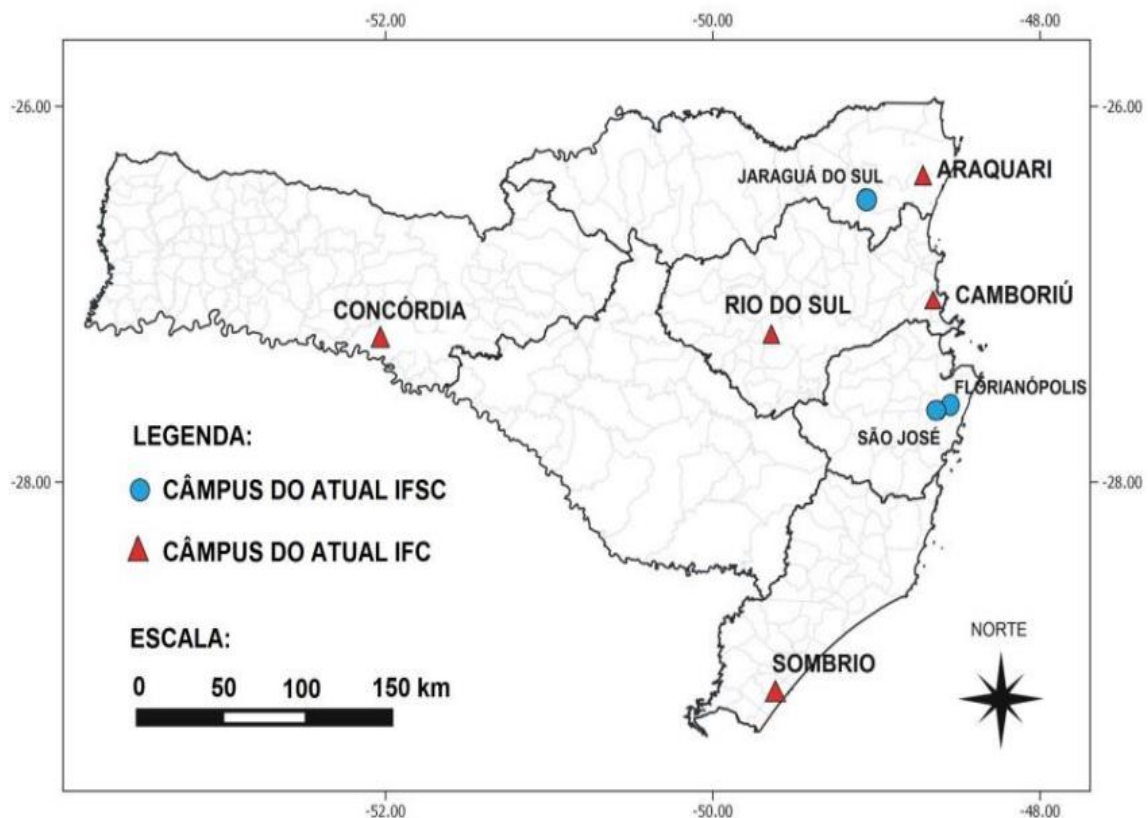 -52.00 -50.00 -48.00
-26.00 -26.00
JARAGUÁ DO SUL
ARAQUARI
CAMBORIÚ
CONCÓRDIA
RIO DO SUL
FLORIANÓPOLIS
SÃO JOSÉ
LEGENDA:
CÂMPUS DO ATUAL IFSC
-28.00 -28.00
CÂMPUS DO ATUAL IFC
ESCALA:
0 50 100 150 km
NORTE
SOMBRIO
-52.00 -50.00 -48.00